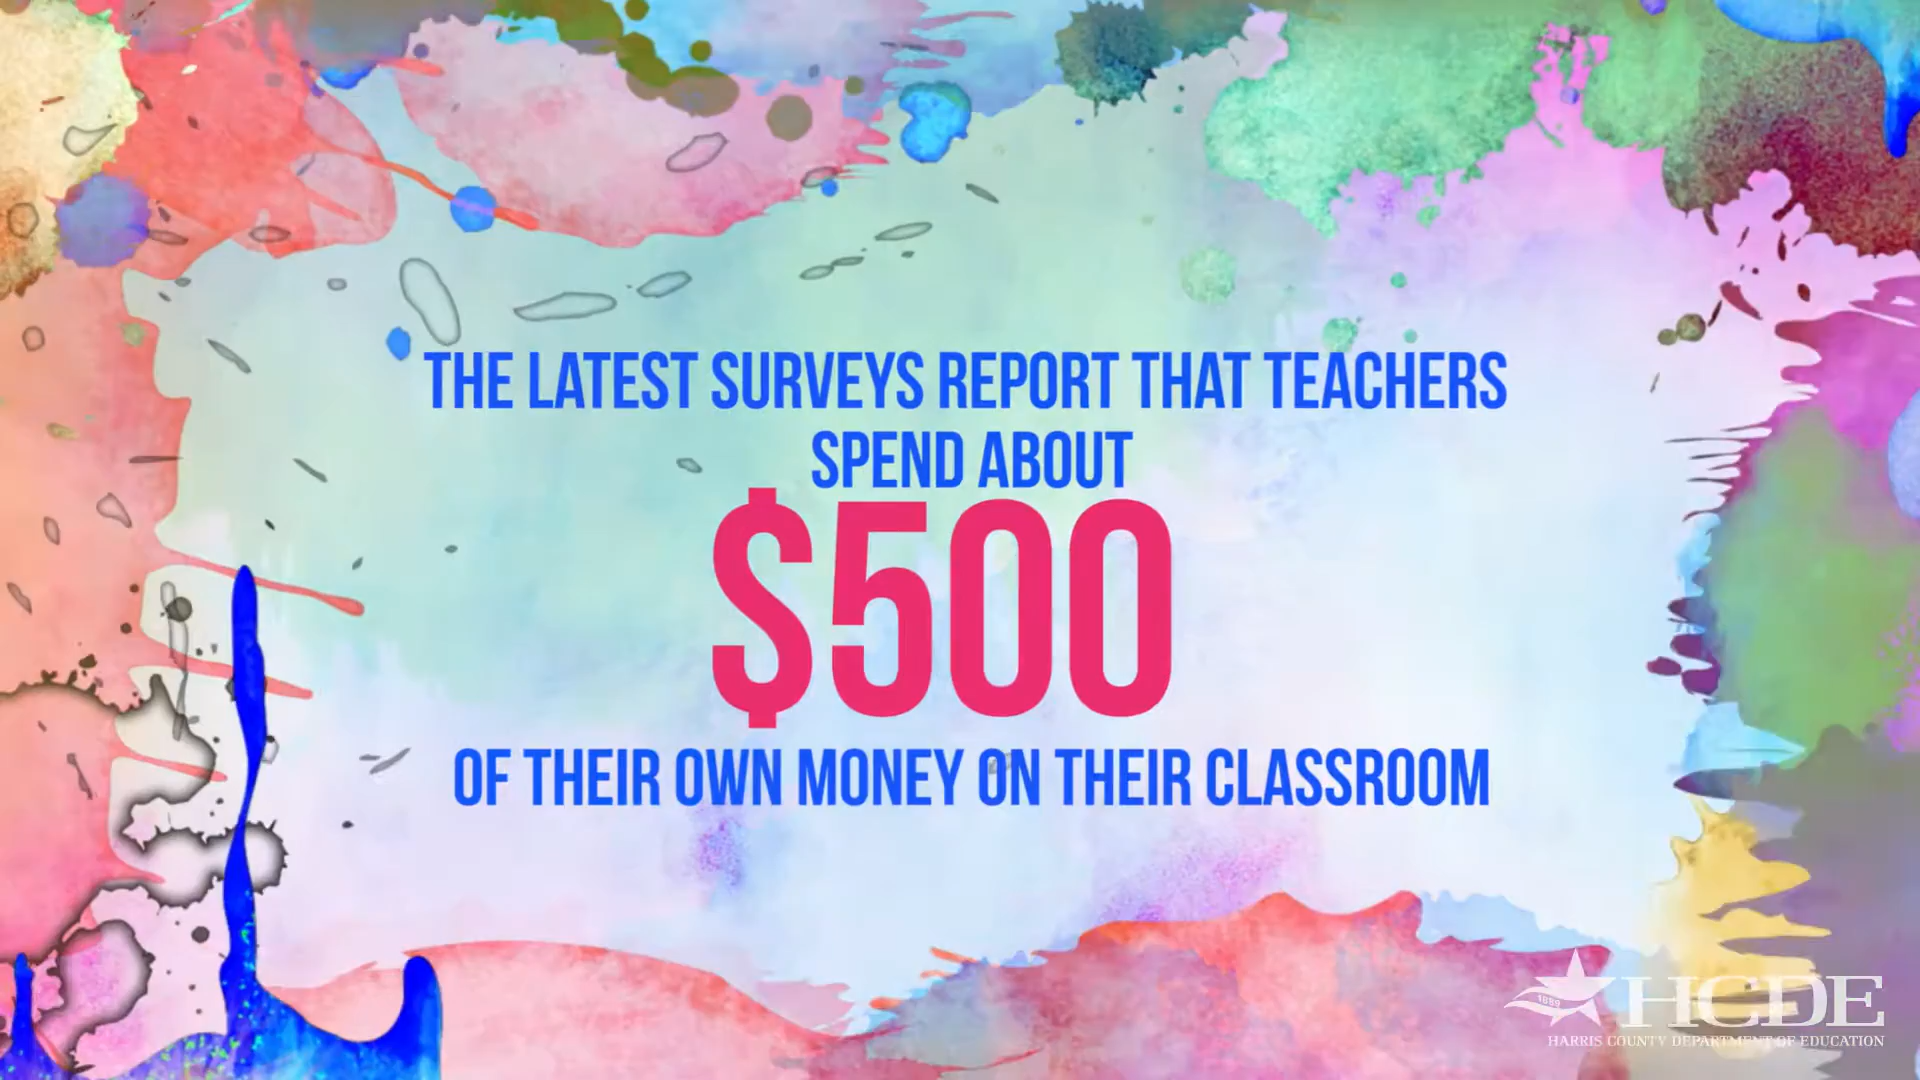 THE LATEST SURVEYS REPORT THAT TEACHERS
SPEND ABOUT
$500
OF THEIR OWN MONEY ON THEIR CLASSROOM
1889
HCDE
HARRIS COUNTY DEPARTMENT OF EDUCATION